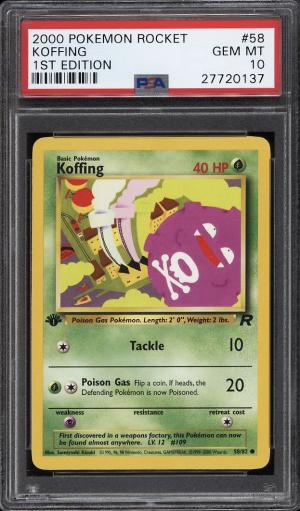 2000 POKEMON ROCKET #58
KOFFING GEM MT
1ST EDITION PSA 10
27720137
Basic Pokémon
Koffing 40 HP
Poison Gas Pokémon. Length: 2' 0", Weight: 2 lbs.
Tackle 10
Poison Gas Flip a coin. If heads, the
Defending Pokémon is now Poisoned. 20
weakness resistance retreat cost
First discovered in a weapons factory, this Pokémon can now
be found almost anywhere. LV. 12 #109
58/82